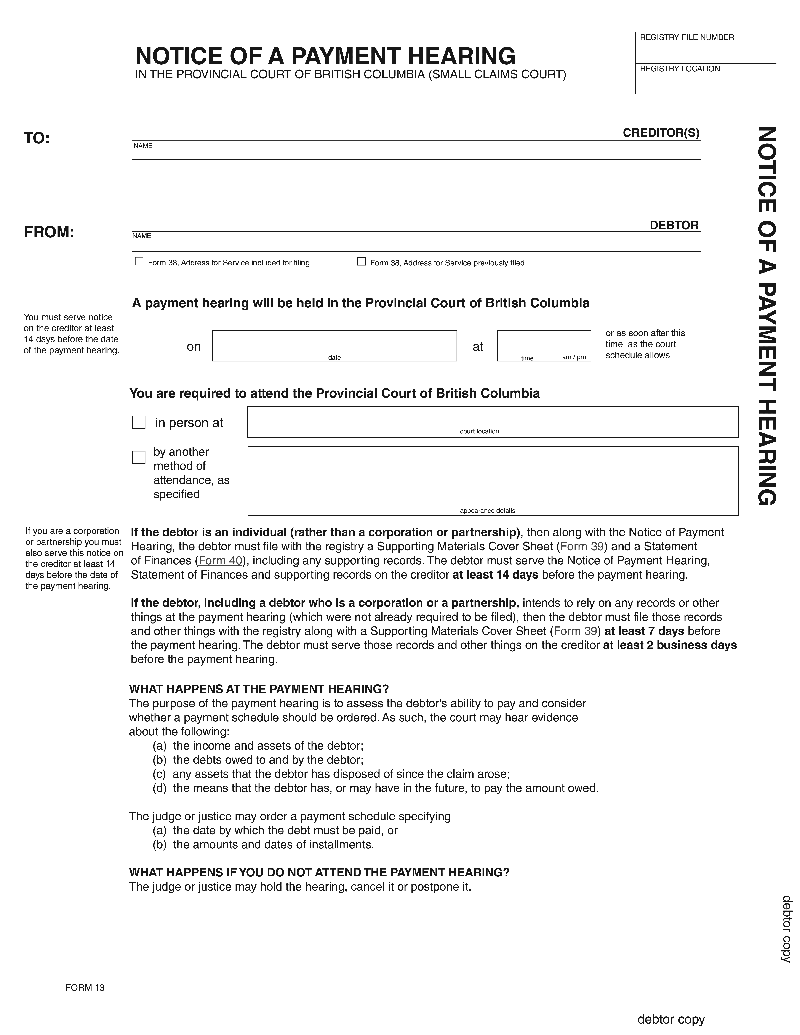 REGISTRY FILE NUMBER
NOTICE OF A PAYMENT HEARING
IN THE PROVINCIAL COURT OF BRITISH COLUMBIA (SMALL CLAIMS COURT)
REGISTRY LOCATION
TO:
CREDITOR(S)
NAME
FROM:
DEBTOR
NAME
Form 38, Address for Service included for filing
Form 38, Address for Service previously filed
A payment hearing will be held in the Provincial Court of British Columbia
You must serve notice
on the creditor at least
14 days before the date
of the payment hearing.
on
date
at
time
am / pm
or as soon after this
time, as the court
schedule allows
You are required to attend the Provincial Court of British Columbia
in person at
court location
by another
method of
attendance, as
specified
appearance details
If you are a corporation
or partnership you must
also serve this notice on
the creditor at least 14
days before the date of
the payment hearing.
If the debtor is an individual (rather than a corporation or partnership), then along with the Notice of Payment
Hearing, the debtor must file with the registry a Supporting Materials Cover Sheet (Form 39) and a Statement
of Finances (Form 40), including any supporting records. The debtor must serve the Notice of Payment Hearing,
Statement of Finances and supporting records on the creditor at least 14 days before the payment hearing.
If the debtor, including a debtor who is a corporation or a partnership, intends to rely on any records or other
things at the payment hearing (which were not already required to be filed), then the debtor must file those records
and other things with the registry along with a Supporting Materials Cover Sheet (Form 39) at least 7 days before
the payment hearing. The debtor must serve those records and other things on the creditor at least 2 business days
before the payment hearing.
WHAT HAPPENS AT THE PAYMENT HEARING?
The purpose of the payment hearing is to assess the debtor's ability to pay and consider
whether a payment schedule should be ordered. As such, the court may hear evidence
about the following:
(a) the income and assets of the debtor;
(b) the debts owed to and by the debtor;
(c) any assets that the debtor has disposed of since the claim arose;
(d) the means that the debtor has, or may have in the future, to pay the amount owed.
The judge or justice may order a payment schedule specifying
(a) the date by which the debt must be paid, or
(b) the amounts and dates of installments.
WHAT HAPPENS IF YOU DO NOT ATTEND THE PAYMENT HEARING?
The judge or justice may hold the hearing, cancel it or postpone it.
NOTICE OF A PAYMENT HEARING
debtor copy
FORM 13
debtor copy